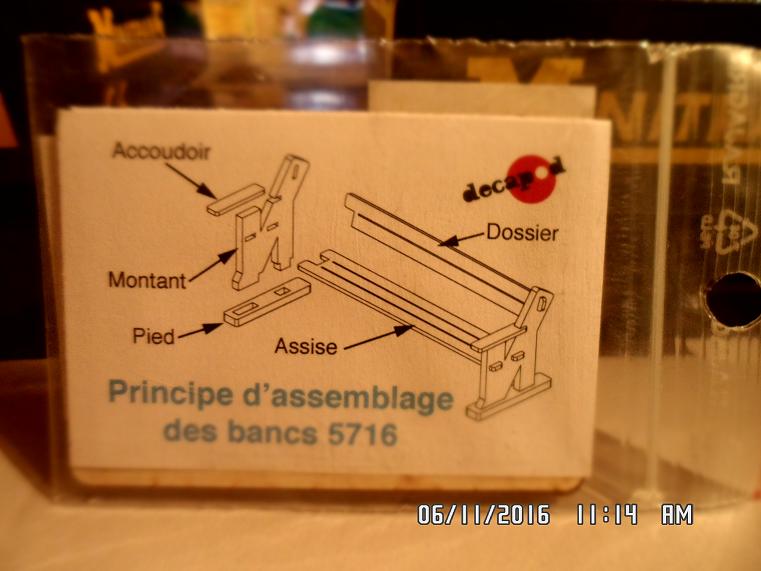 Accoudoir
decapod
Dossier
Montant
Pied
Assise
Principe d'assemblage
des bancs 5716
06/11/2016 11:14 AM